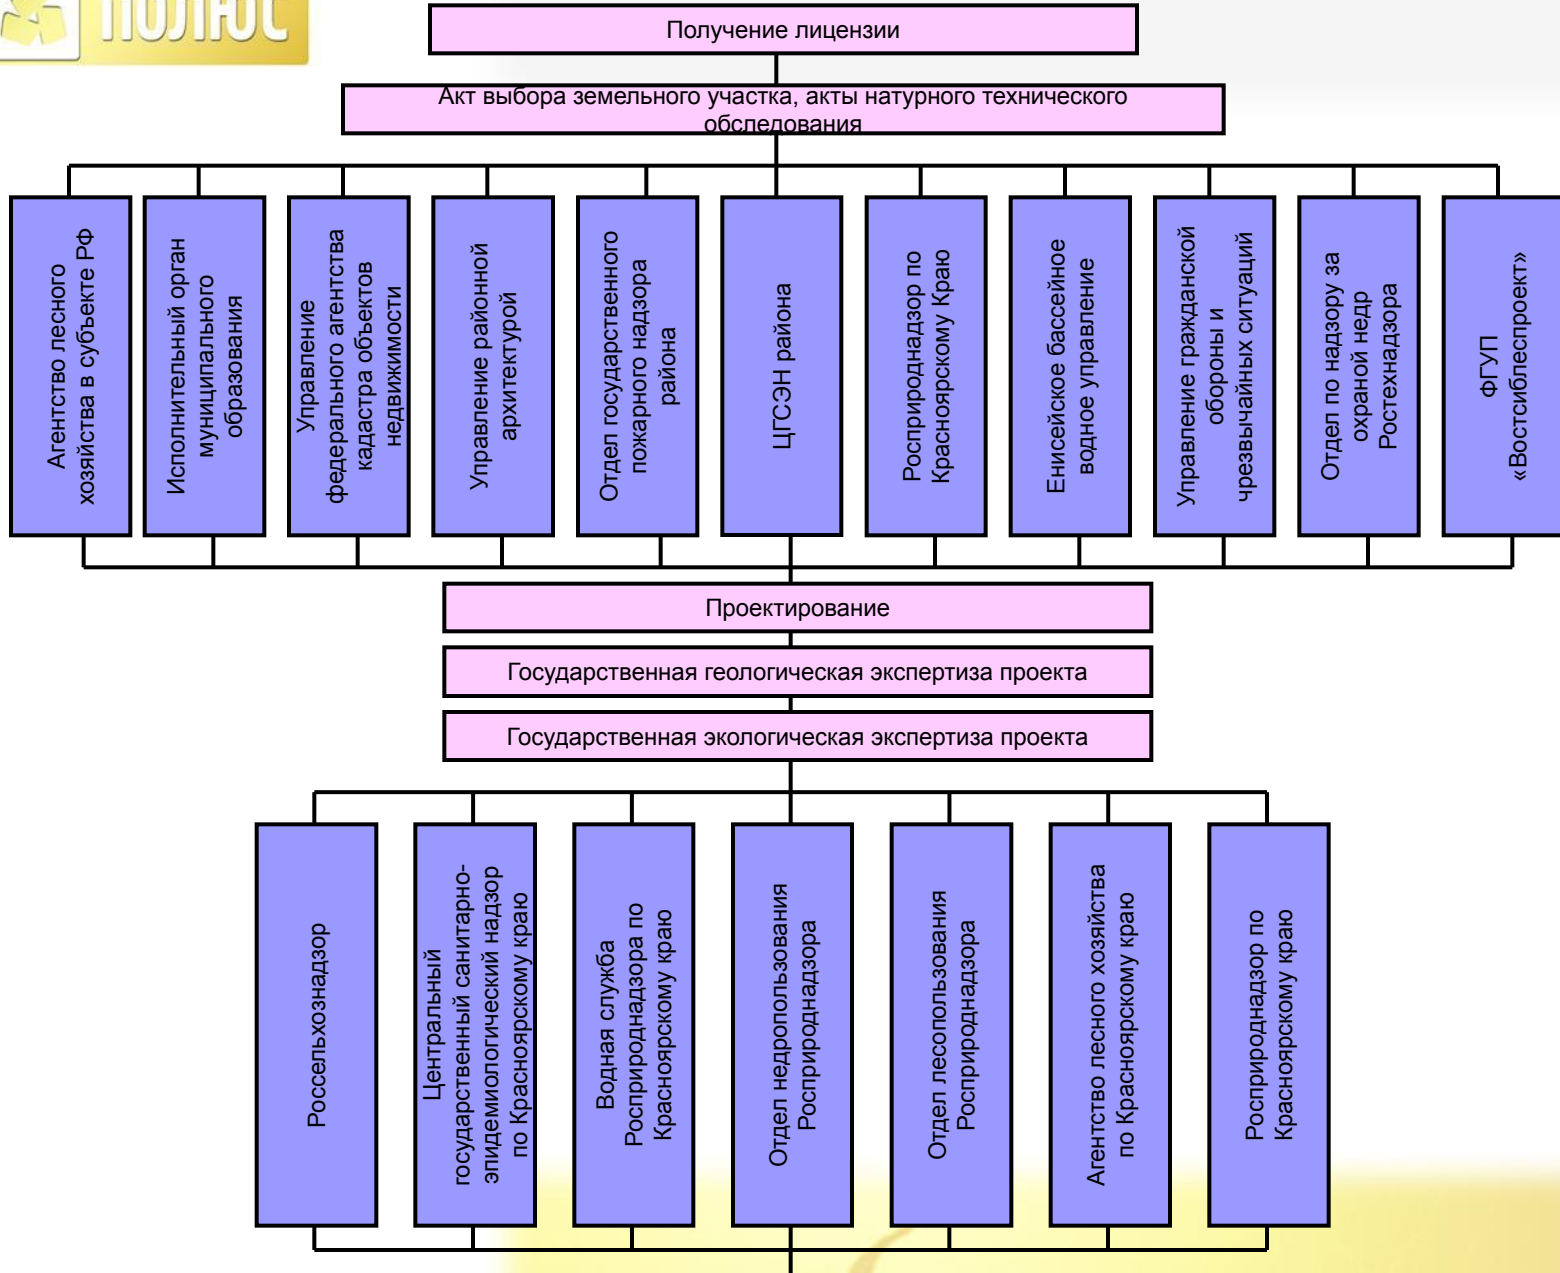 ПОЛЮС
Получение лицензии
Акт выбора земельного участка, акты натурного технического
обследования
Агентство лесного
хозяйства в субъекте РФ
Исполнительный орган
муниципального
образования
Управление
федерального агентства
кадастра объектов
недвижимости
Управление районной
архитектурой
Отдел государственного
пожарного надзора
района
ЦГСЭН района
Росприроднадзор по
Красноярскому Краю
Енисейское бассейное
водное управление
Управление гражданской
обороны и
чрезвычайных ситуаций
Отдел по надзору за
охраной недр
Ростехнадзора
ФГУП
«Востсиблеспроект»
Проектирование
Государственная геологическая экспертиза проекта
Государственная экологическая экспертиза проекта
Россельхознадзор
Центральный
государственный санитарно-
эпидемиологический надзор
по Красноярскому краю
Водная служба
Росприроднадзора по
Красноярскому краю
Отдел недропользования
Росприроднадзора
Отдел лесопользования
Росприроднадзора
Агентство лесного хозяйства
по Красноярскому краю
Росприроднадзор по
Красноярскому краю